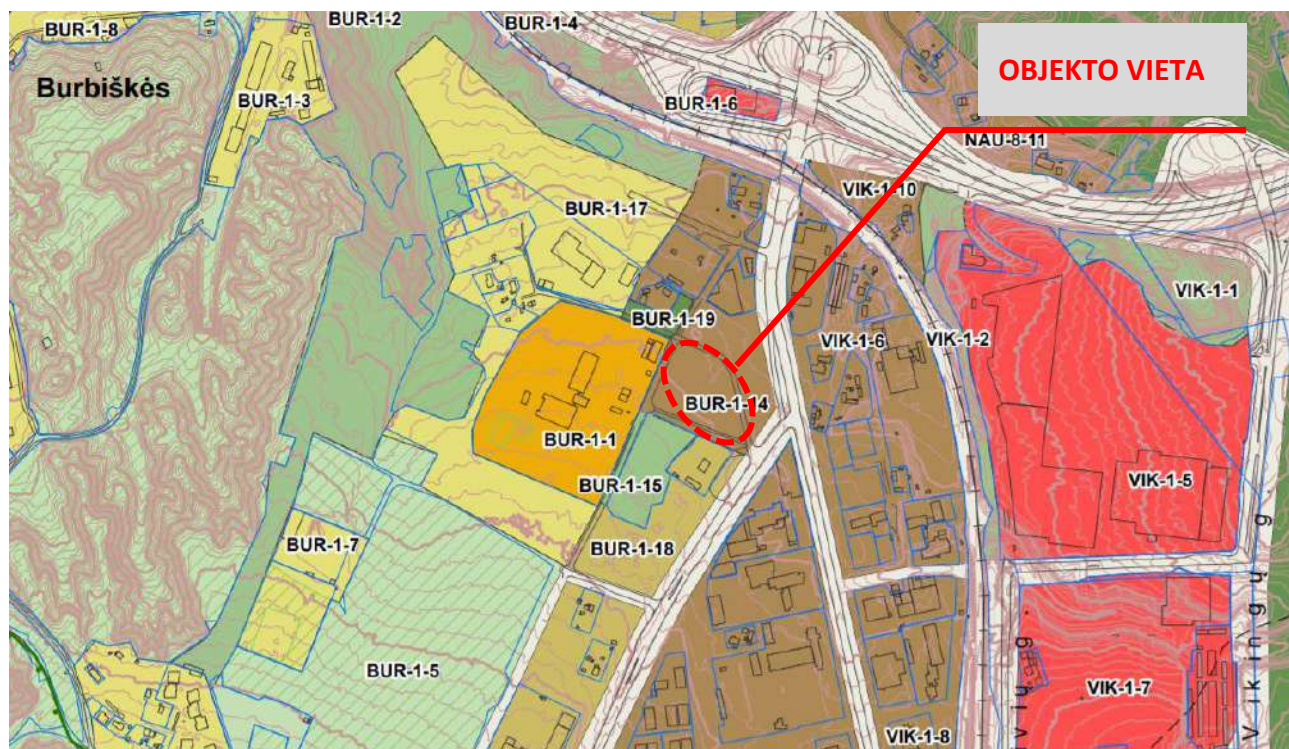 BUR-1-2
BUR-1-4
BUR-1-8
OBJEKTO VIETA
Burbiškės
BUR-1-3
BUR-1-6
NAU-8-11
VIK-1-10
BUR-1-17
VIK-1-1
BUR-1-19
VIK-1-6
VIK-1-2
BUR-1-14
BUR-1-1
BUR-1-15
VIK-1-5
BUR-1-7
BUR-1-18
BUR-1-5
VIK-1-7
VIK-1-8
Vikingų g
vių g